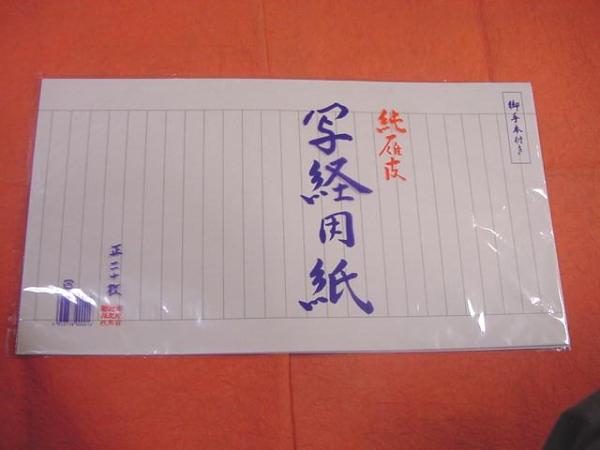 御手本付き
純雁皮
写経用紙
正二十枚